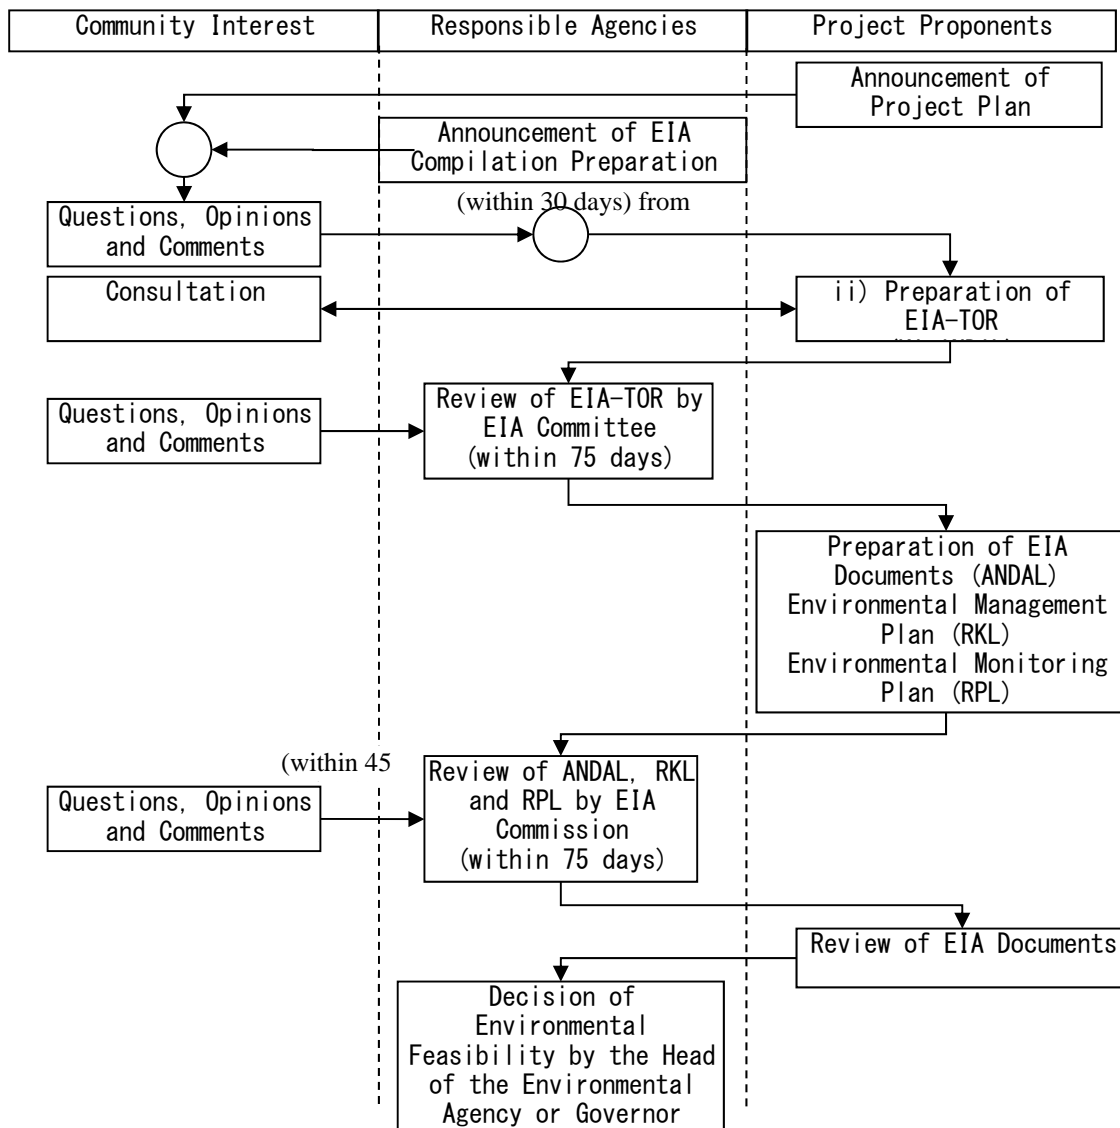 Community Interest
Responsible Agencies
Project Proponents
Announcement of
Project Plan
Announcement of EIA
Compilation Preparation
(within 30 days) from
Questions, Opinions
and Comments
Consultation
ii) Preparation of
EIA-TOR
Questions, Opinions
and Comments
Review of EIA-TOR by
EIA Committee
(within 75 days)
Preparation of EIA
Documents (ANDAL)
Environmental Management
Plan (RKL)
Environmental Monitoring
Plan (RPL)
(within 45
Questions, Opinions
and Comments
Review of ANDAL, RKL
and RPL by EIA
Commission
(within 75 days)
Review of EIA Documents
Decision of
Environmental
Feasibility by the Head
of the Environmental
Agency or Governor